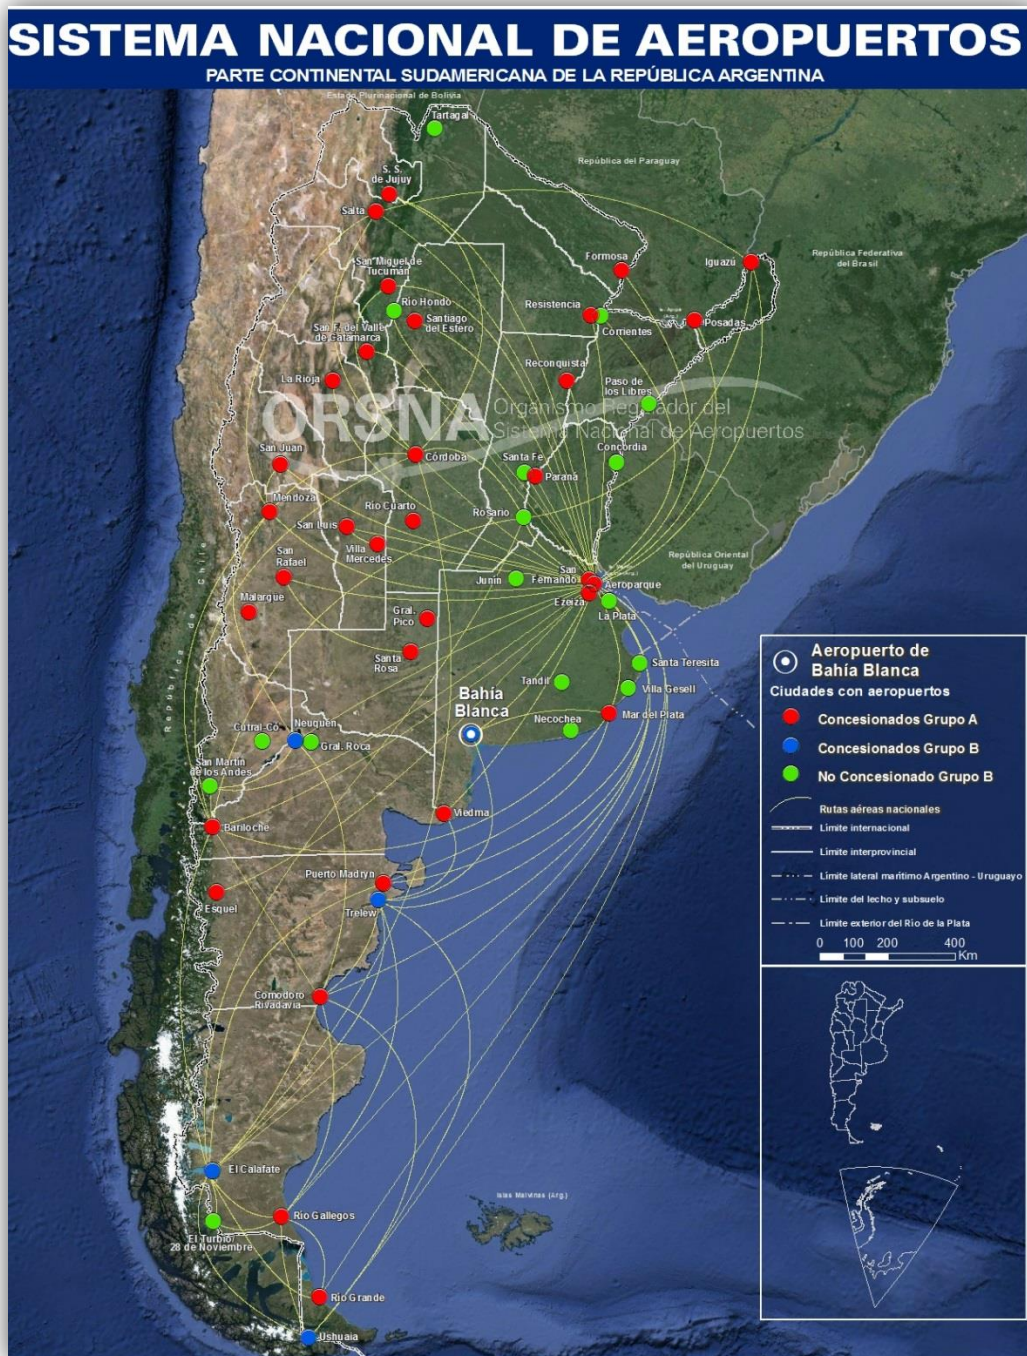 SISTEMA NACIONAL DE AEROPUERTOS
PARTE CONTINENTAL SUDAMERICANA DE LA REPÚBLICA ARGENTINA
Estado Plurinacional de Bolivia
Tartagal
República del Paraguay
S. S.
de Jujuy
Salta
República Federativa
del Brasil
San Miguel de
Tucumán
Formosa
Iguazú
Río Hondo
Santiago
del Estero
Resistencia
Corrientes
Posadas
San F. del Valle
de Catamarca
La Rioja
Reconquista
Paso de
los Libres
ORSNA
Organismo Regulador del
Sistema Nacional de Aeropuertos
San Juan
Córdoba
Santa Fe
Paraná
Concordia
Mendoza
Río Cuarto
Rosario
San Luis
Villa
Mercedes
República Oriental
del Uruguay
San
Rafael
Junín
San
Fernando
Aeroparque
Ezeiza
La Plata
Malargüe
Gral.
Pico
República de Chile
Santa
Rosa
Santa Teresita
Tandil
Villa Gesell
Bahía
Blanca
Necochea
Mar del Plata
Cutral-Có
Neuquén
Gral. Roca
San Martín
de los Andes
Viedma
Bariloche
Puerto Madryn
Esquel
Trelew
Comodoro
Rivadavia
El Calafate
Islas Malvinas (Arg.)
Río Gallegos
El Turbio/
28 de Noviembre
Río Grande
Ushuaia
Aeropuerto de
Bahía Blanca
Ciudades con aeropuertos
Concesionados Grupo A
Concesionados Grupo B
No Concesionado Grupo B
Rutas aéreas nacionales
Límite internacional
Límite interprovincial
Límite lateral marítimo Argentino - Uruguayo
Límite del lecho y subsuelo
Límite exterior del Río de la Plata
0 100 200 400
Km